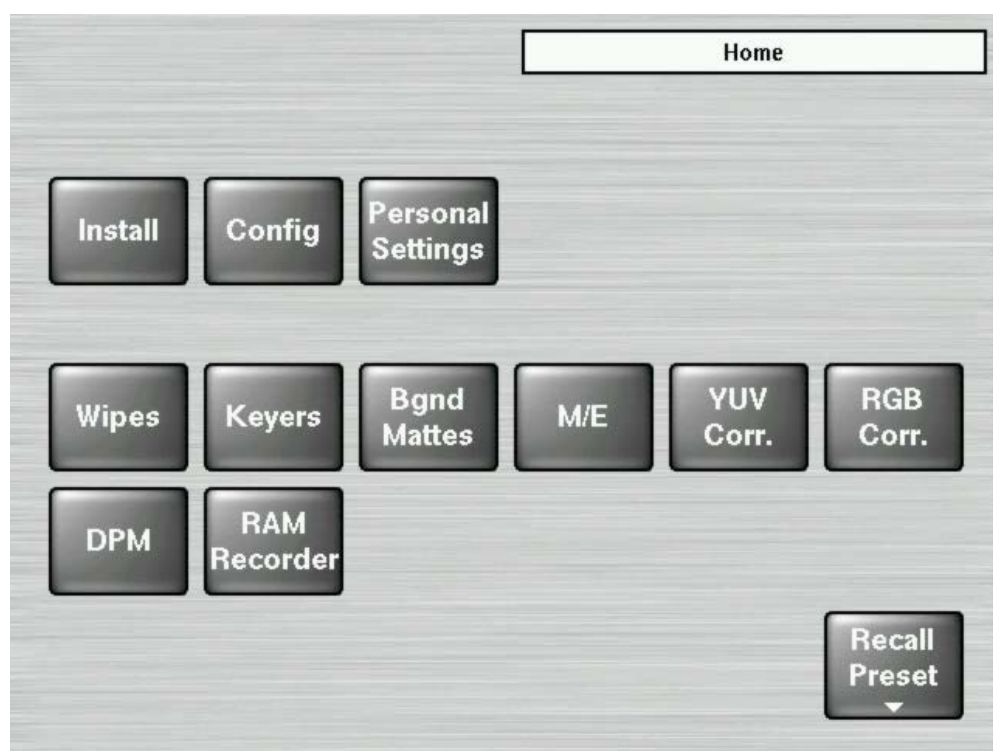 Home
Install
Config
Personal
Settings
Wipes
Keyers
Bgnd
Mattes
M/E
YUV
Corr.
RGB
Corr.
DPM
RAM
Recorder
Recall
Preset